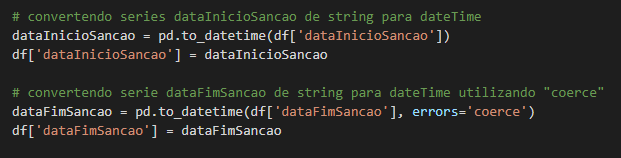 # convertendo series dataInicioSancao de string para dateTime
dataInicioSancao = pd.to_datetime(df['dataInicioSancao'])
df['dataInicioSancao'] = dataInicioSancao
# convertendo serie dataFimSancao de string para dateTime utilizando "coerce"
dataFimSancao = pd.to_datetime(df['dataFimSancao'], errors='coerce')
df['dataFimSancao'] = dataFimSancao